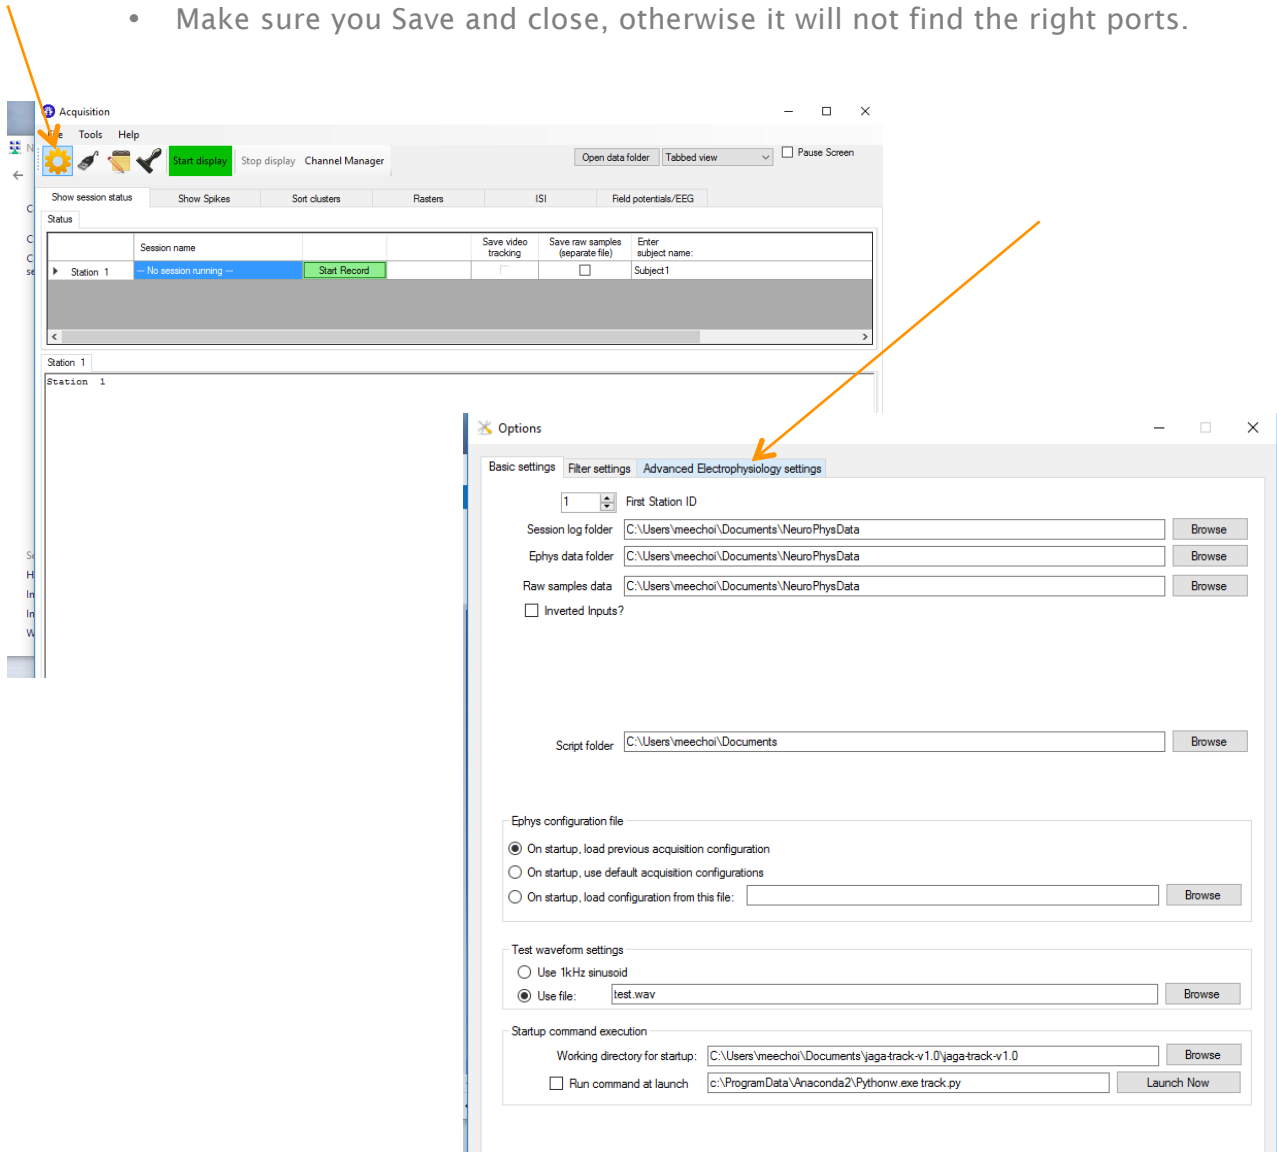 • Make sure you Save and close, otherwise it will not find the right ports.
Acquisition
Tools Help
Start display Stop display Channel Manager
Open data folder Tabbed view Pause Screen
Show session status Show Spikes Sort clusters Rasters ISI Field potentials/EEG
Status
Session name Save video tracking Save raw samples (separate file) Enter subject name:
Station 1 --- No session running --- Start Record Subject1
Station 1
Station 1
Options
Basic settings Filter settings Advanced Electrophysiology settings
1 First Station ID
Session log folder C:\Users\meechoi\Documents\NeuroPhysData Browse
Ephys data folder C:\Users\meechoi\Documents\NeuroPhysData Browse
Raw samples data C:\Users\meechoi\Documents\NeuroPhysData Browse
Inverted Inputs?
Script folder C:\Users\meechoi\Documents Browse
Ephys configuration file
On startup, load previous acquisition configuration
On startup, use default acquisition configurations
On startup, load configuration from this file: Browse
Test waveform settings
Use 1kHz sinusoid
Use file: test.wav Browse
Startup command execution
Working directory for startup: C:\Users\meechoi\Documents\jaga-track-v1.0\jaga-track-v1.0 Browse
Run command at launch c:\ProgramData\Anaconda2\Pythonw.exe track.py Launch Now